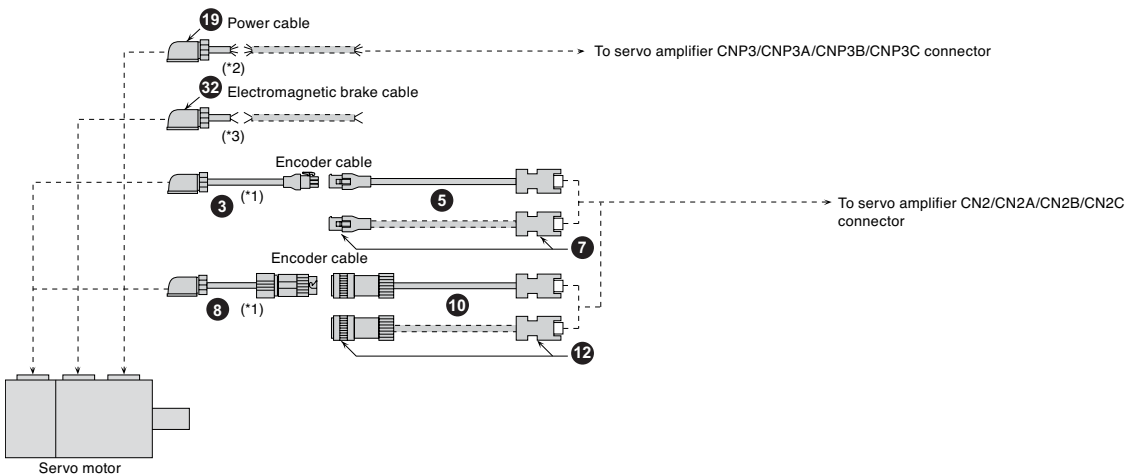 19 Power cable
To servo amplifier CNP3/CNP3A/CNP3B/CNP3C connector
(*2)
32 Electromagnetic brake cable
(*3)
Encoder cable
3 (*1)
5
To servo amplifier CN2/CN2A/CN2B/CN2C
connector
7
Encoder cable
8 (*1)
10
12
Servo motor